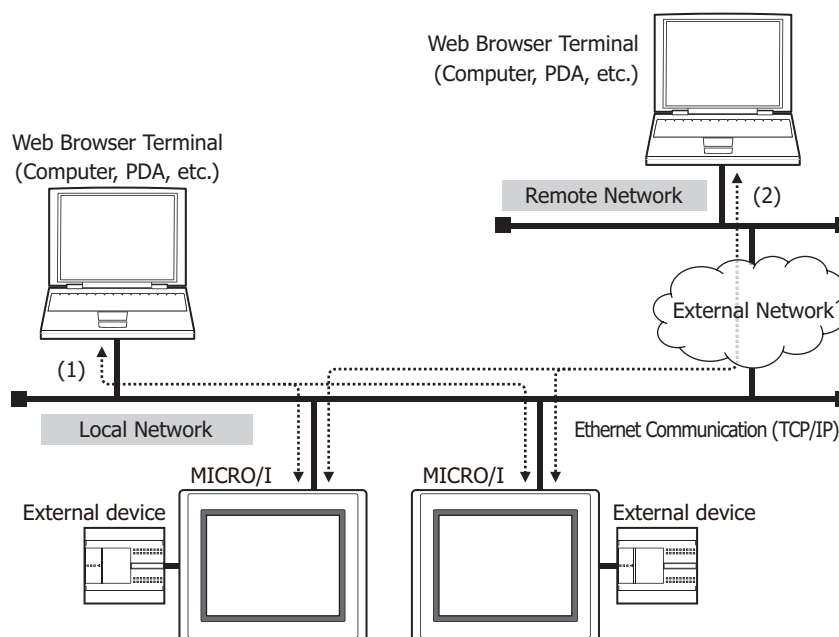 Web Browser Terminal
(Computer, PDA, etc.)
Web Browser Terminal
(Computer, PDA, etc.)
Remote Network
(2)
External Network
(1)
Local Network
Ethernet Communication (TCP/IP)
MICRO/I
MICRO/I
External device
External device